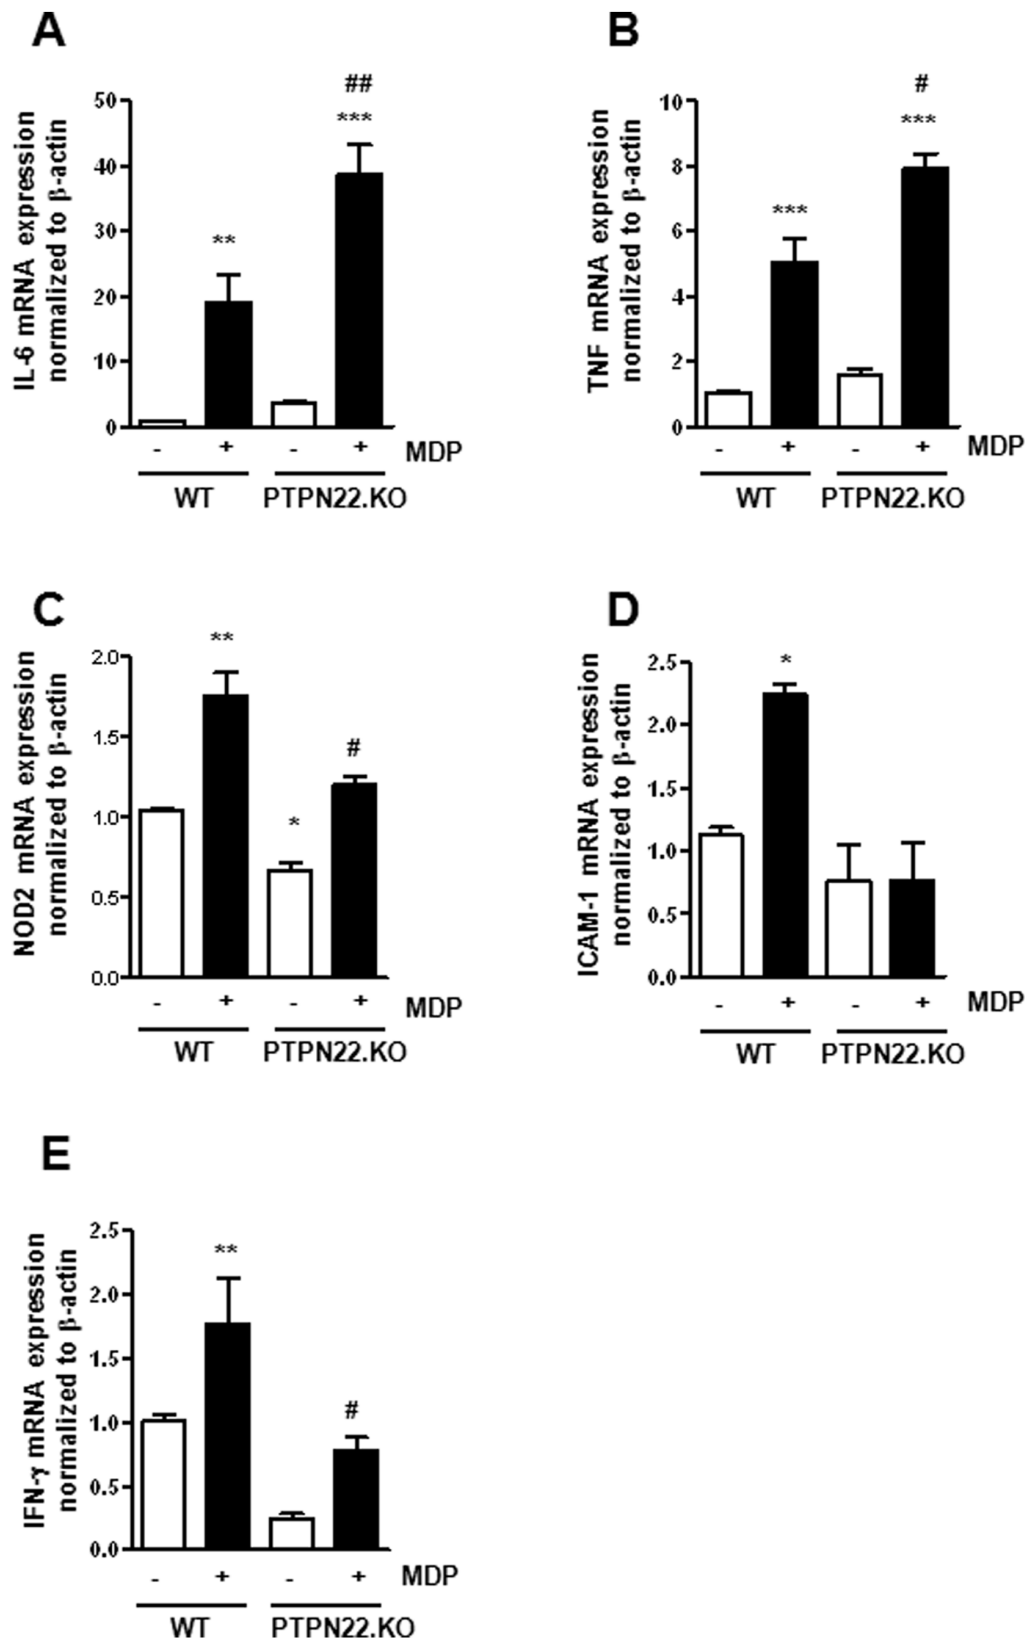 A
IL-6 mRNA expression
normalized to β-actin
50
40
30
20
10
0
**
***
##
- + - + MDP
WT PTPN22.KO
B
TNF mRNA expression
normalized to β-actin
10
8
6
4
2
0
***
***
#
- + - + MDP
WT PTPN22.KO
C
NOD2 mRNA expression
normalized to β-actin
2.0
1.5
1.0
0.5
0.0
**
*
#
- + - + MDP
WT PTPN22.KO
D
ICAM-1 mRNA expression
normalized to β-actin
2.5
2.0
1.5
1.0
0.5
0.0
*
- + - + MDP
WT PTPN22.KO
E
IFN-γ mRNA expression
normalized to β-actin
2.5
2.0
1.5
1.0
0.5
0.0
**
#
- + - + MDP
WT PTPN22.KO